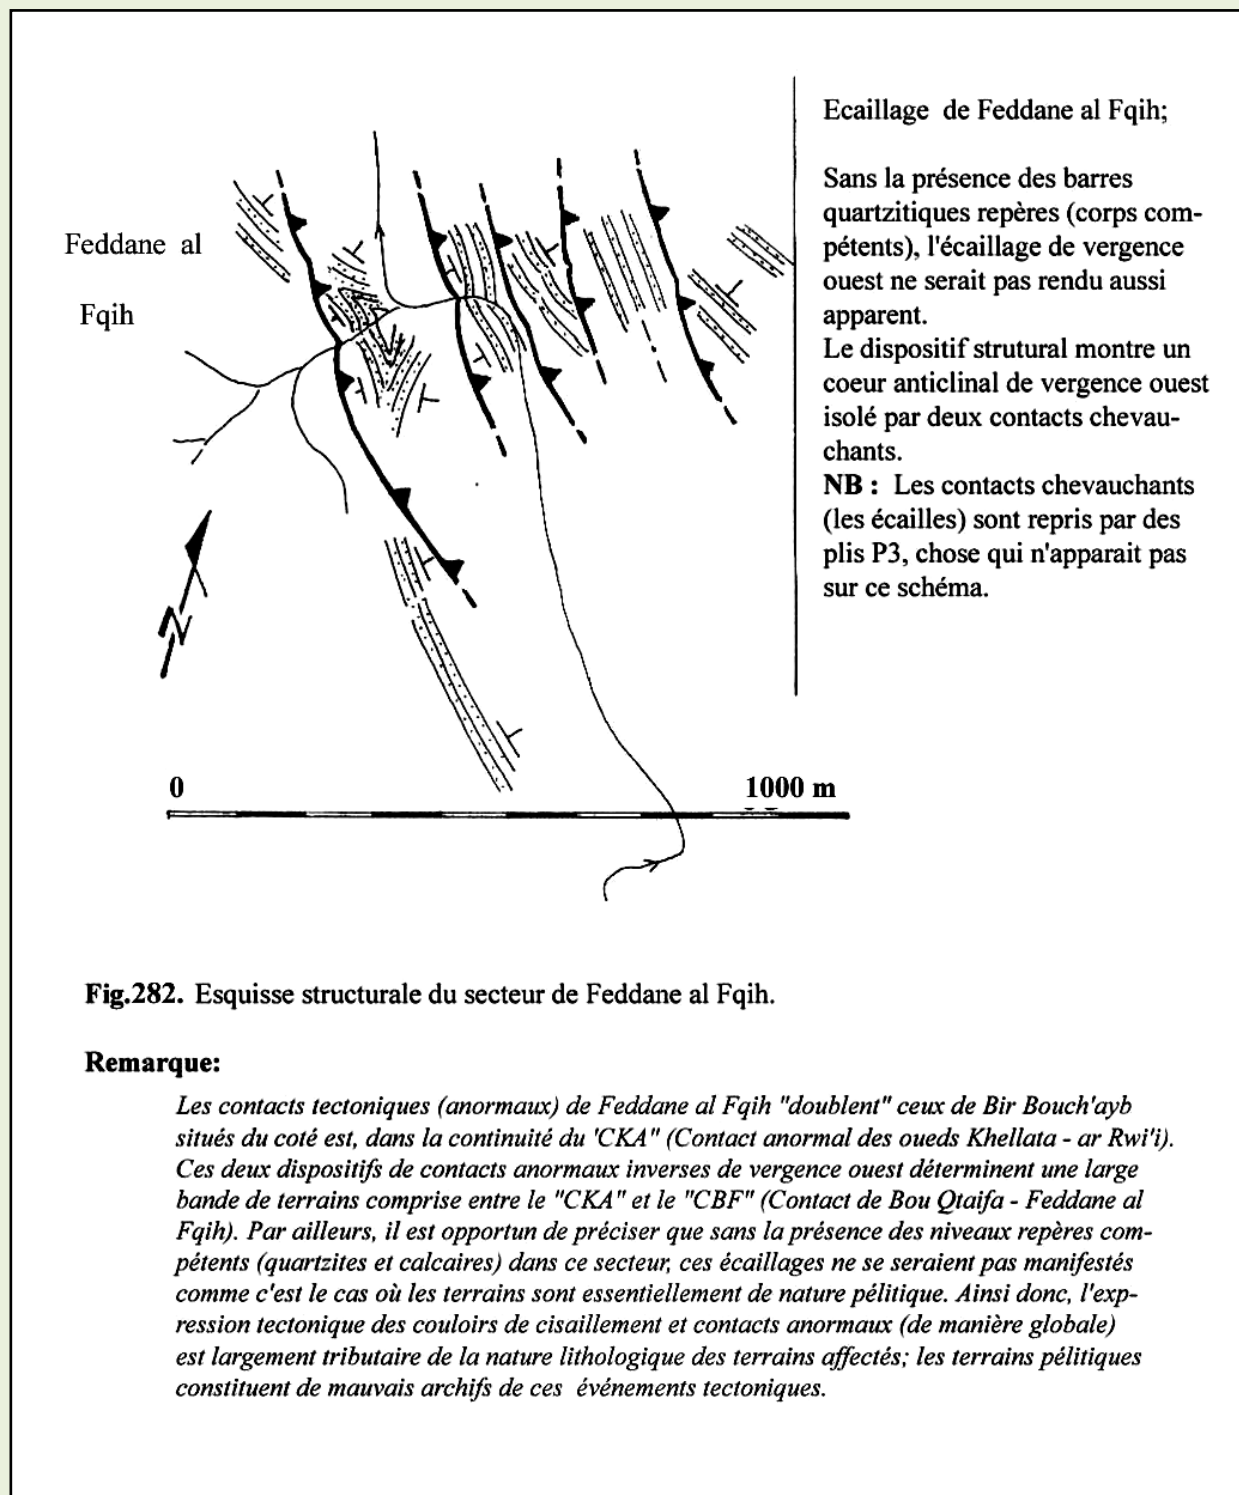 Ecaillage de Feddane al Fqih;
Sans la présence des barres
quartzitiques repères (corps com-
pétents), l'écaillage de vergence
ouest ne serait pas rendu aussi
apparent.
Le dispositif strutural montre un
coeur anticlinal de vergence ouest
isolé par deux contacts chevau-
chants.
NB : Les contacts chevauchants
(les écailles) sont repris par des
plis P3, chose qui n'apparait pas
sur ce schéma.
Feddane al
Fqih
N
0
1000 m
Fig.282. Esquisse structurale du secteur de Feddane al Fqih.
Remarque:
Les contacts tectoniques (anormaux) de Feddane al Fqih "doublent" ceux de Bir Bouch'ayb
situés du coté est, dans la continuité du 'CKA" (Contact anormal des oueds Khellata - ar Rwi'i).
Ces deux dispositifs de contacts anormaux inverses de vergence ouest déterminent une large
bande de terrains comprise entre le "CKA" et le "CBF" (Contact de Bou Qtaifa - Feddane al
Fqih). Par ailleurs, il est opportun de préciser que sans la présence des niveaux repères com-
pétents (quartzites et calcaires) dans ce secteur, ces écaillages ne se seraient pas manifestés
comme c'est le cas où les terrains sont essentiellement de nature pélitique. Ainsi donc, l'exp-
ression tectonique des couloirs de cisaillement et contacts anormaux (de manière globale)
est largement tributaire de la nature lithologique des terrains affectés; les terrains pélitiques
constituent de mauvais archifs de ces événements tectoniques.